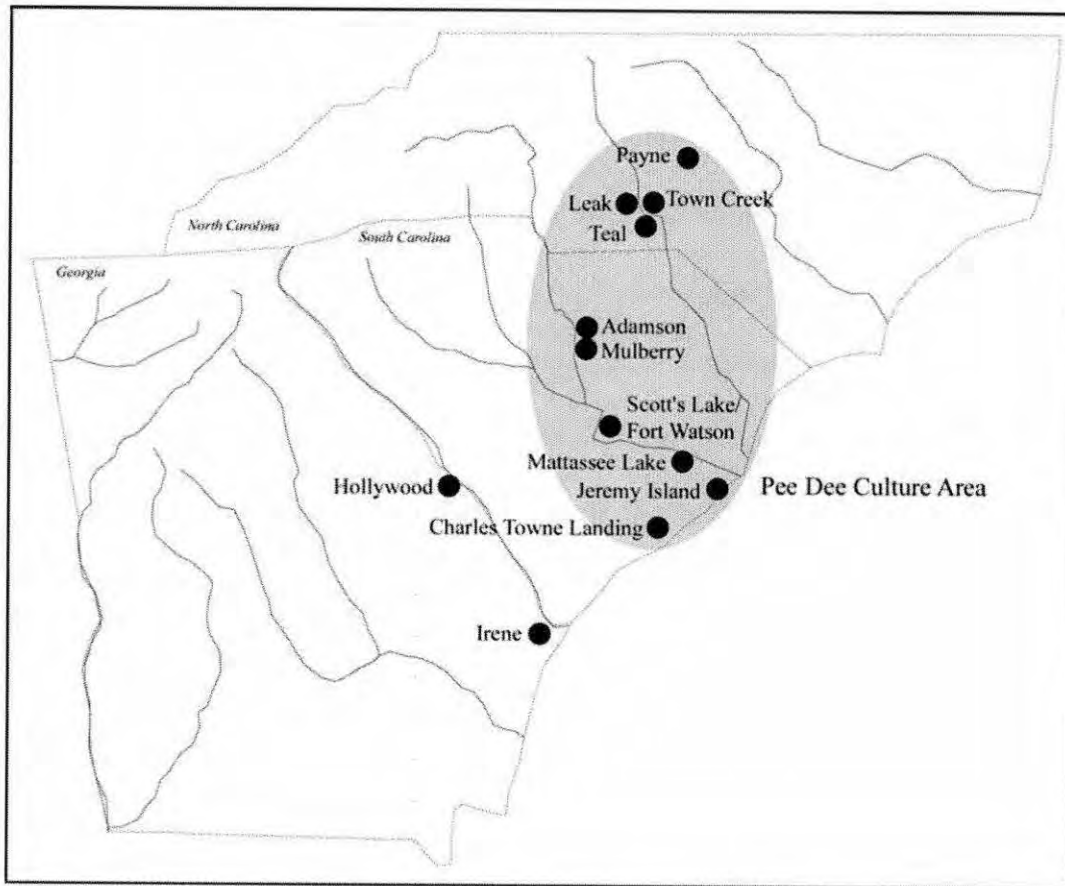 Payne
Leak
Town Creek
Teal
North Carolina
South Carolina
Georgia
Adamson
Mulberry
Scott's Lake/
Fort Watson
Mattassee Lake
Hollywood
Jeremy Island
Pee Dee Culture Area
Charles Towne Landing
Irene